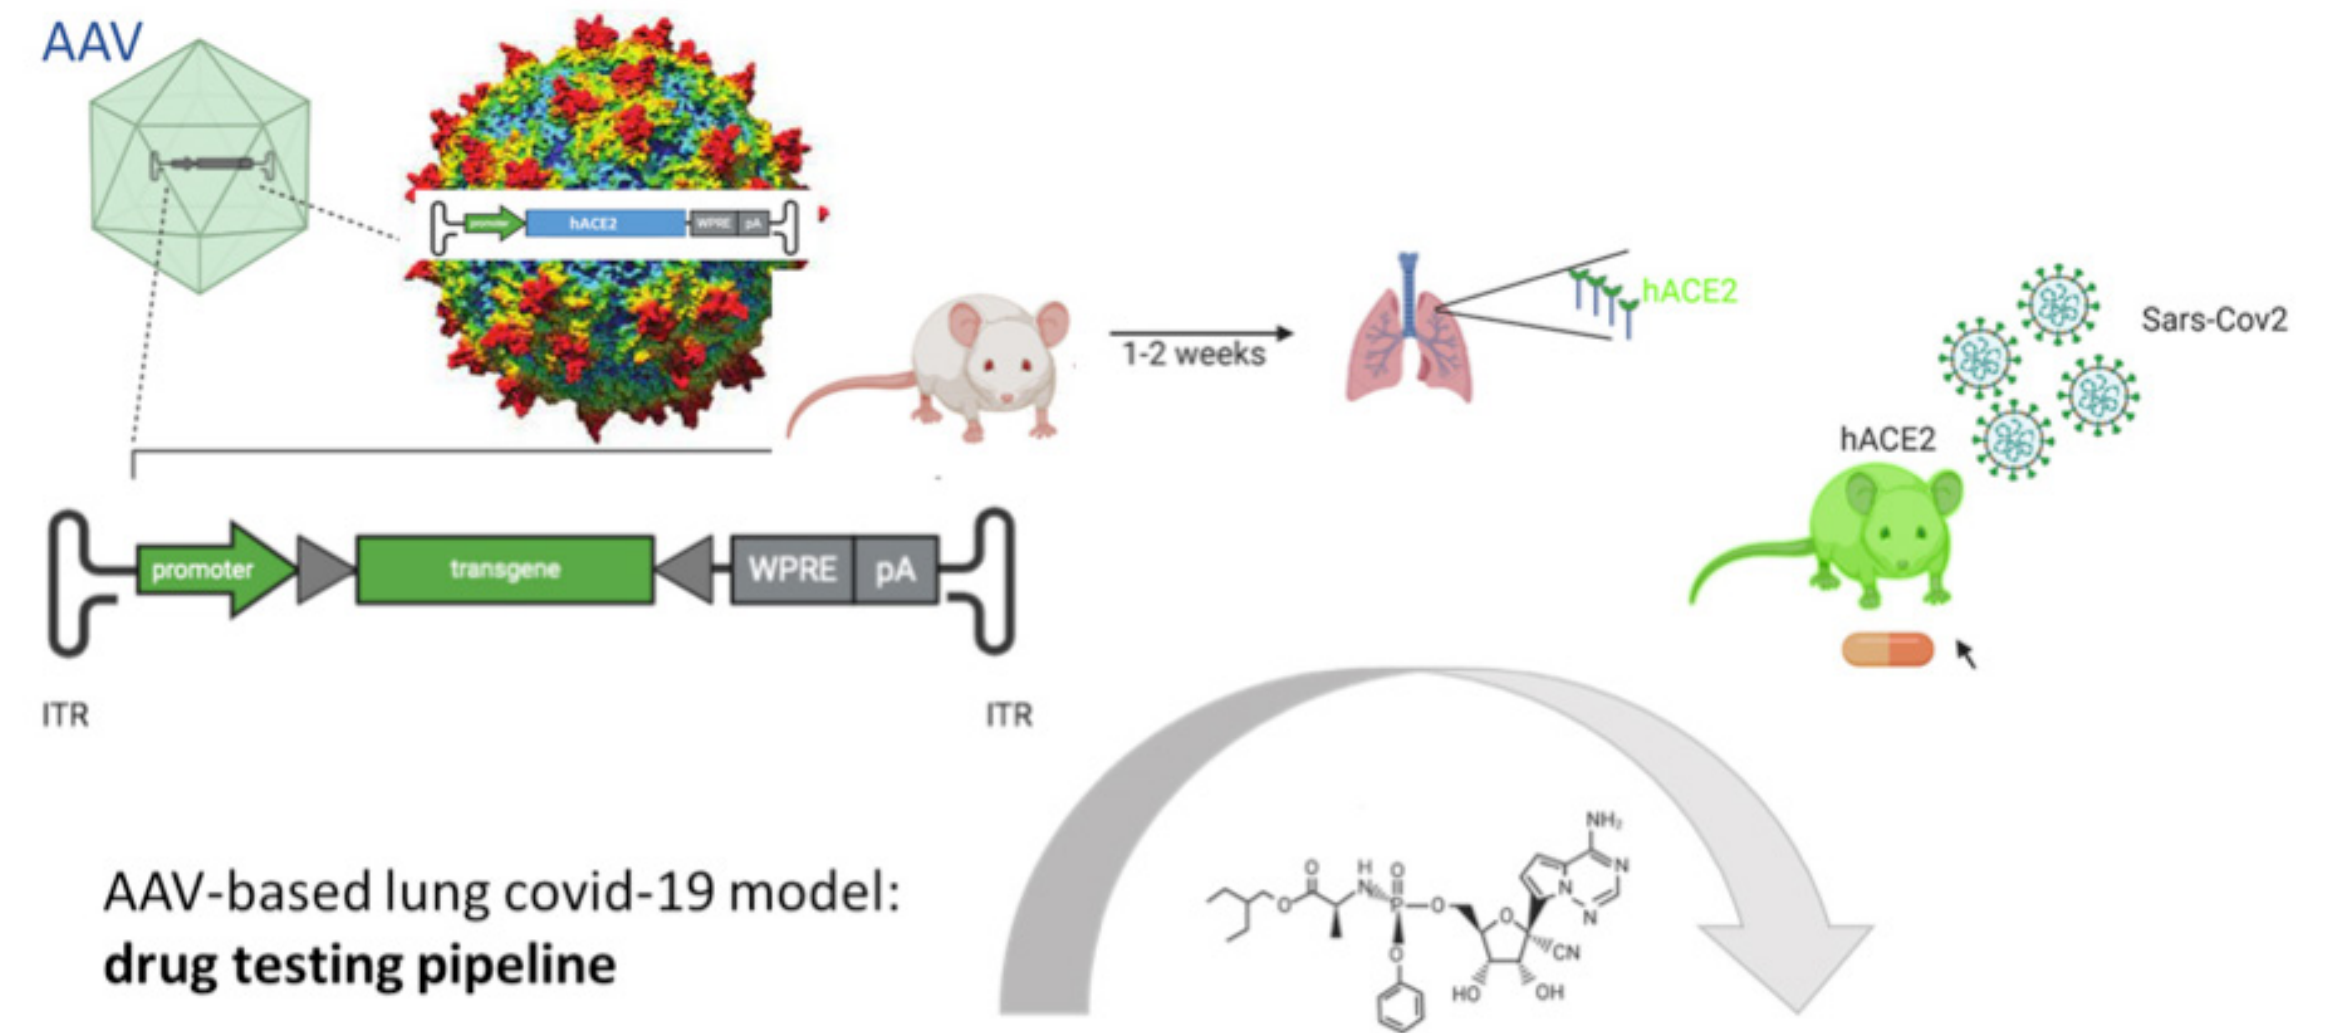 AAV
promoter hACE2 WPRE pA
1-2 weeks
hACE2
Sars-Cov2
hACE2
promoter transgene WPRE pA
ITR ITR
AAV-based lung covid-19 model:
drug testing pipeline
NH₂
N
N
N
O
H
N
O
P
O
O
O
O
CN
HO
OH